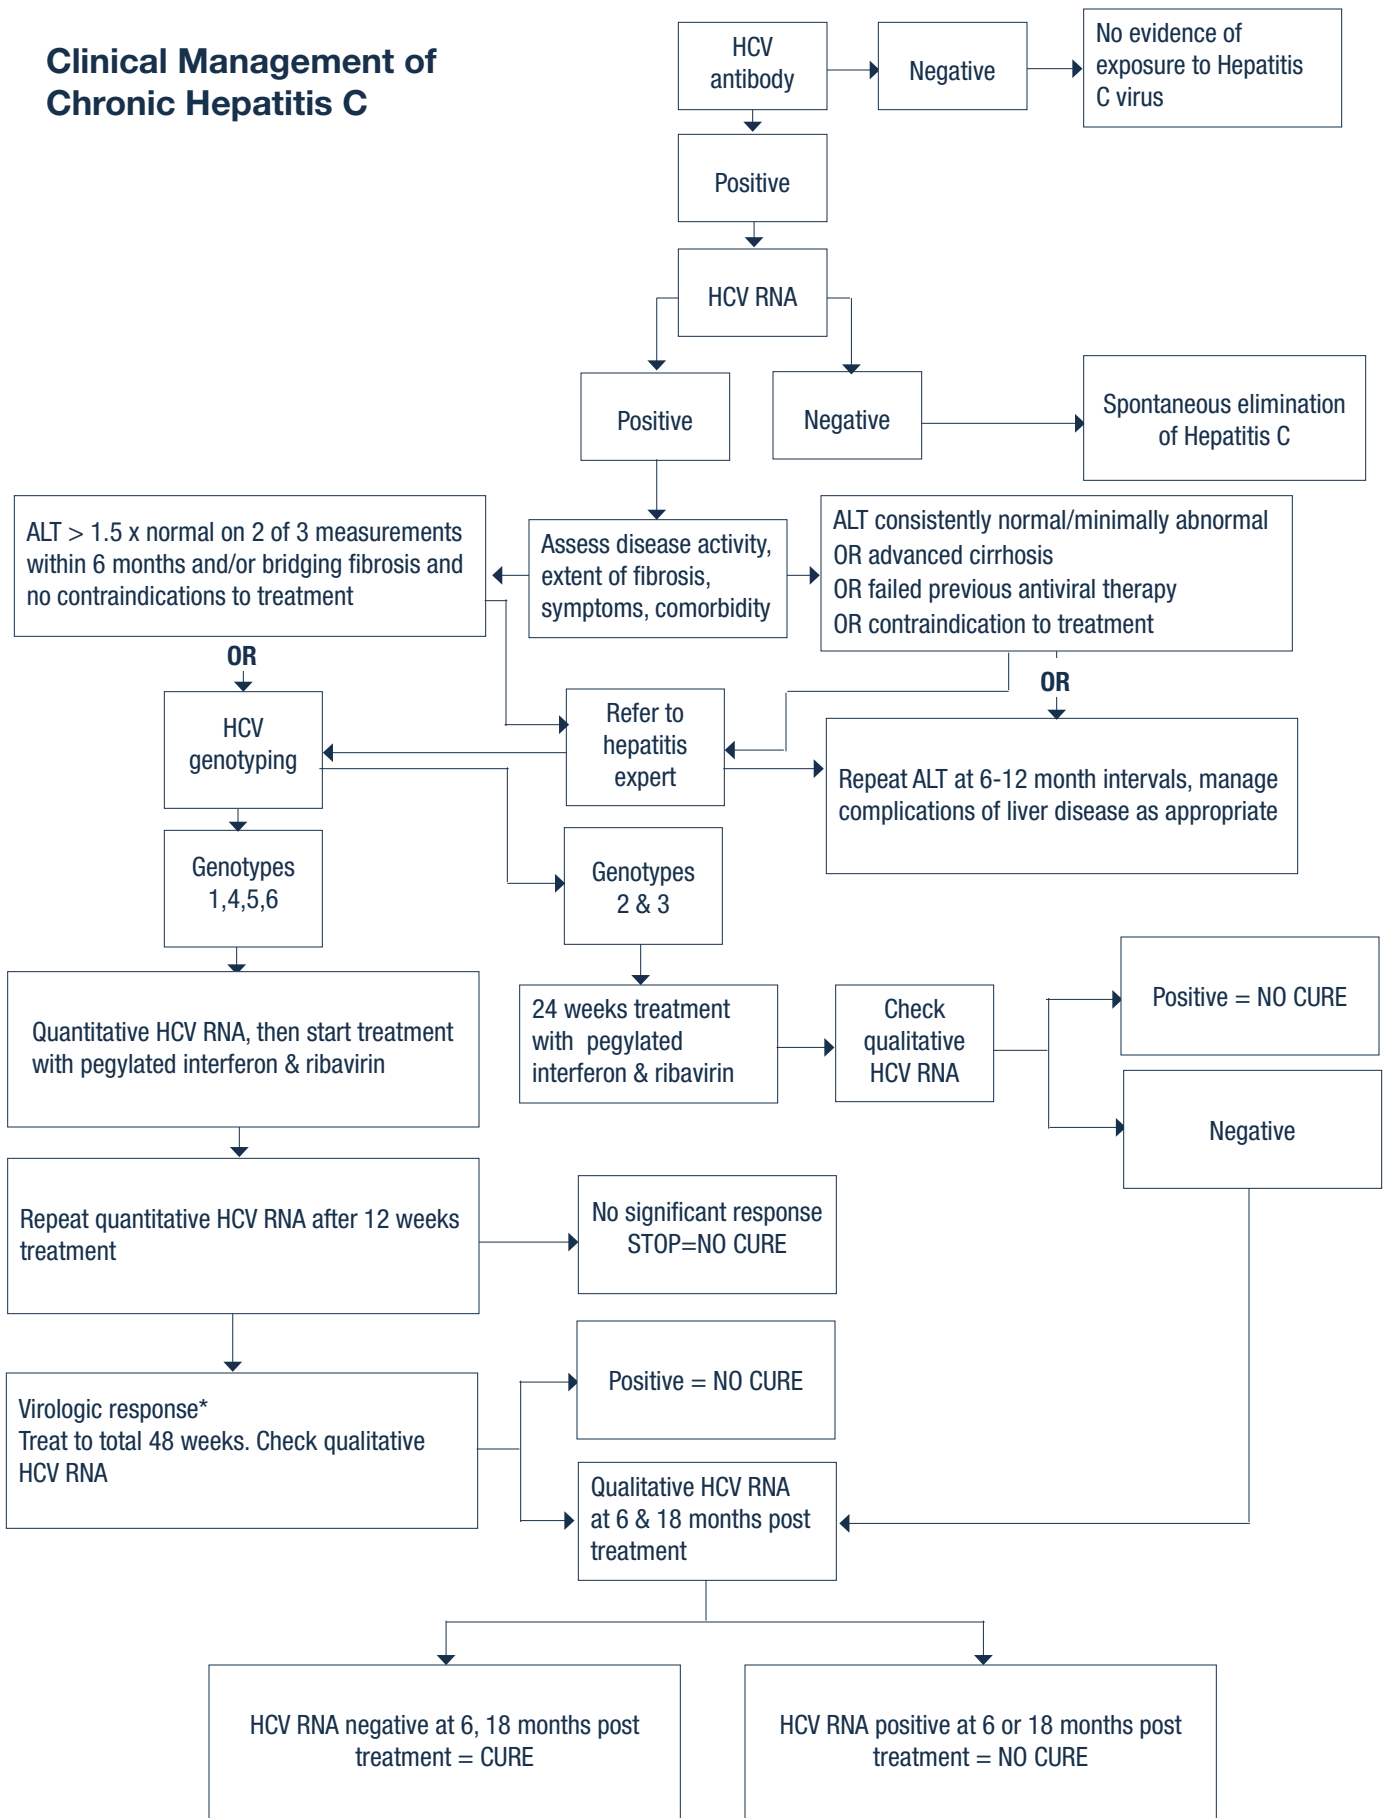 Clinical Management of
Chronic Hepatitis C
HCV
antibody
Negative
No evidence of
exposure to Hepatitis
C virus
Positive
HCV RNA
Positive
Negative
Spontaneous elimination
of Hepatitis C
ALT > 1.5 x normal on 2 of 3 measurements
within 6 months and/or bridging fibrosis and
no contraindications to treatment
Assess disease activity,
extent of fibrosis,
symptoms, comorbidity
ALT consistently normal/minimally abnormal
OR advanced cirrhosis
OR failed previous antiviral therapy
OR contraindication to treatment
OR
OR
HCV
genotyping
Refer to
hepatitis
expert
Repeat ALT at 6-12 month intervals, manage
complications of liver disease as appropriate
Genotypes
1,4,5,6
Genotypes
2 & 3
Quantitative HCV RNA, then start treatment
with pegylated interferon & ribavirin
24 weeks treatment
with pegylated
interferon & ribavirin
Check
qualitative
HCV RNA
Positive = NO CURE
Negative
Repeat quantitative HCV RNA after 12 weeks
treatment
No significant response
STOP=NO CURE
Virologic response*
Treat to total 48 weeks. Check qualitative
HCV RNA
Positive = NO CURE
Qualitative HCV RNA
at 6 & 18 months post
treatment
HCV RNA negative at 6, 18 months post
treatment = CURE
HCV RNA positive at 6 or 18 months post
treatment = NO CURE